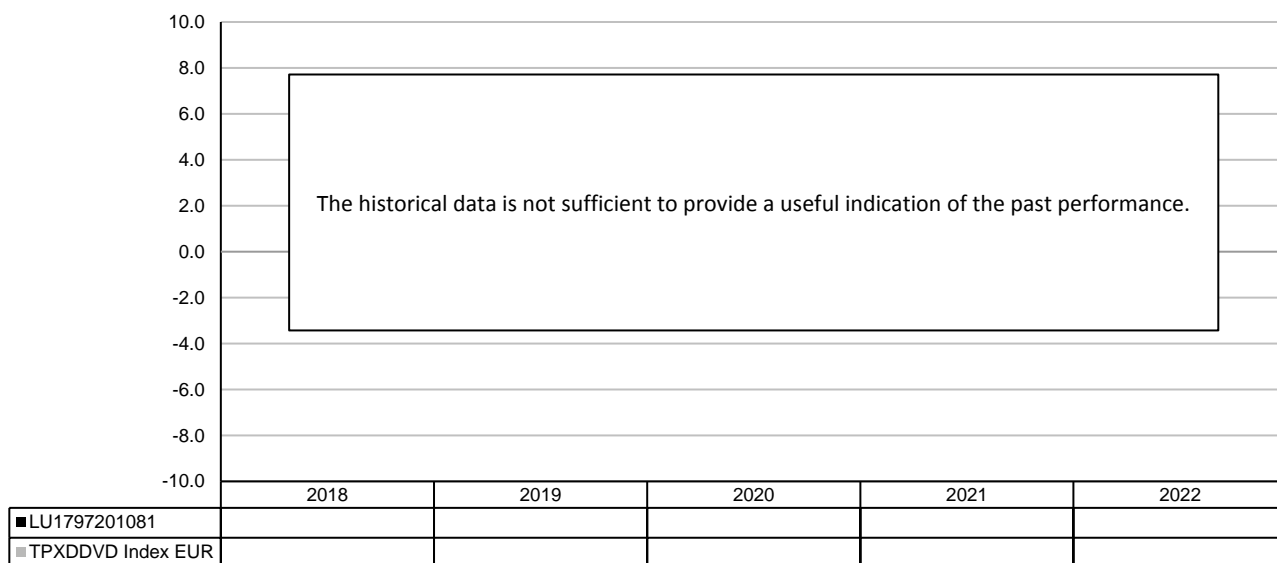 10.0
8.0
6.0
4.0
2.0
0.0
-2.0
-4.0
-6.0
-8.0
-10.0
The historical data is not sufficient to provide a useful indication of the past performance.
2018 2019 2020 2021 2022
LU1797201081
TPXDDVD Index EUR